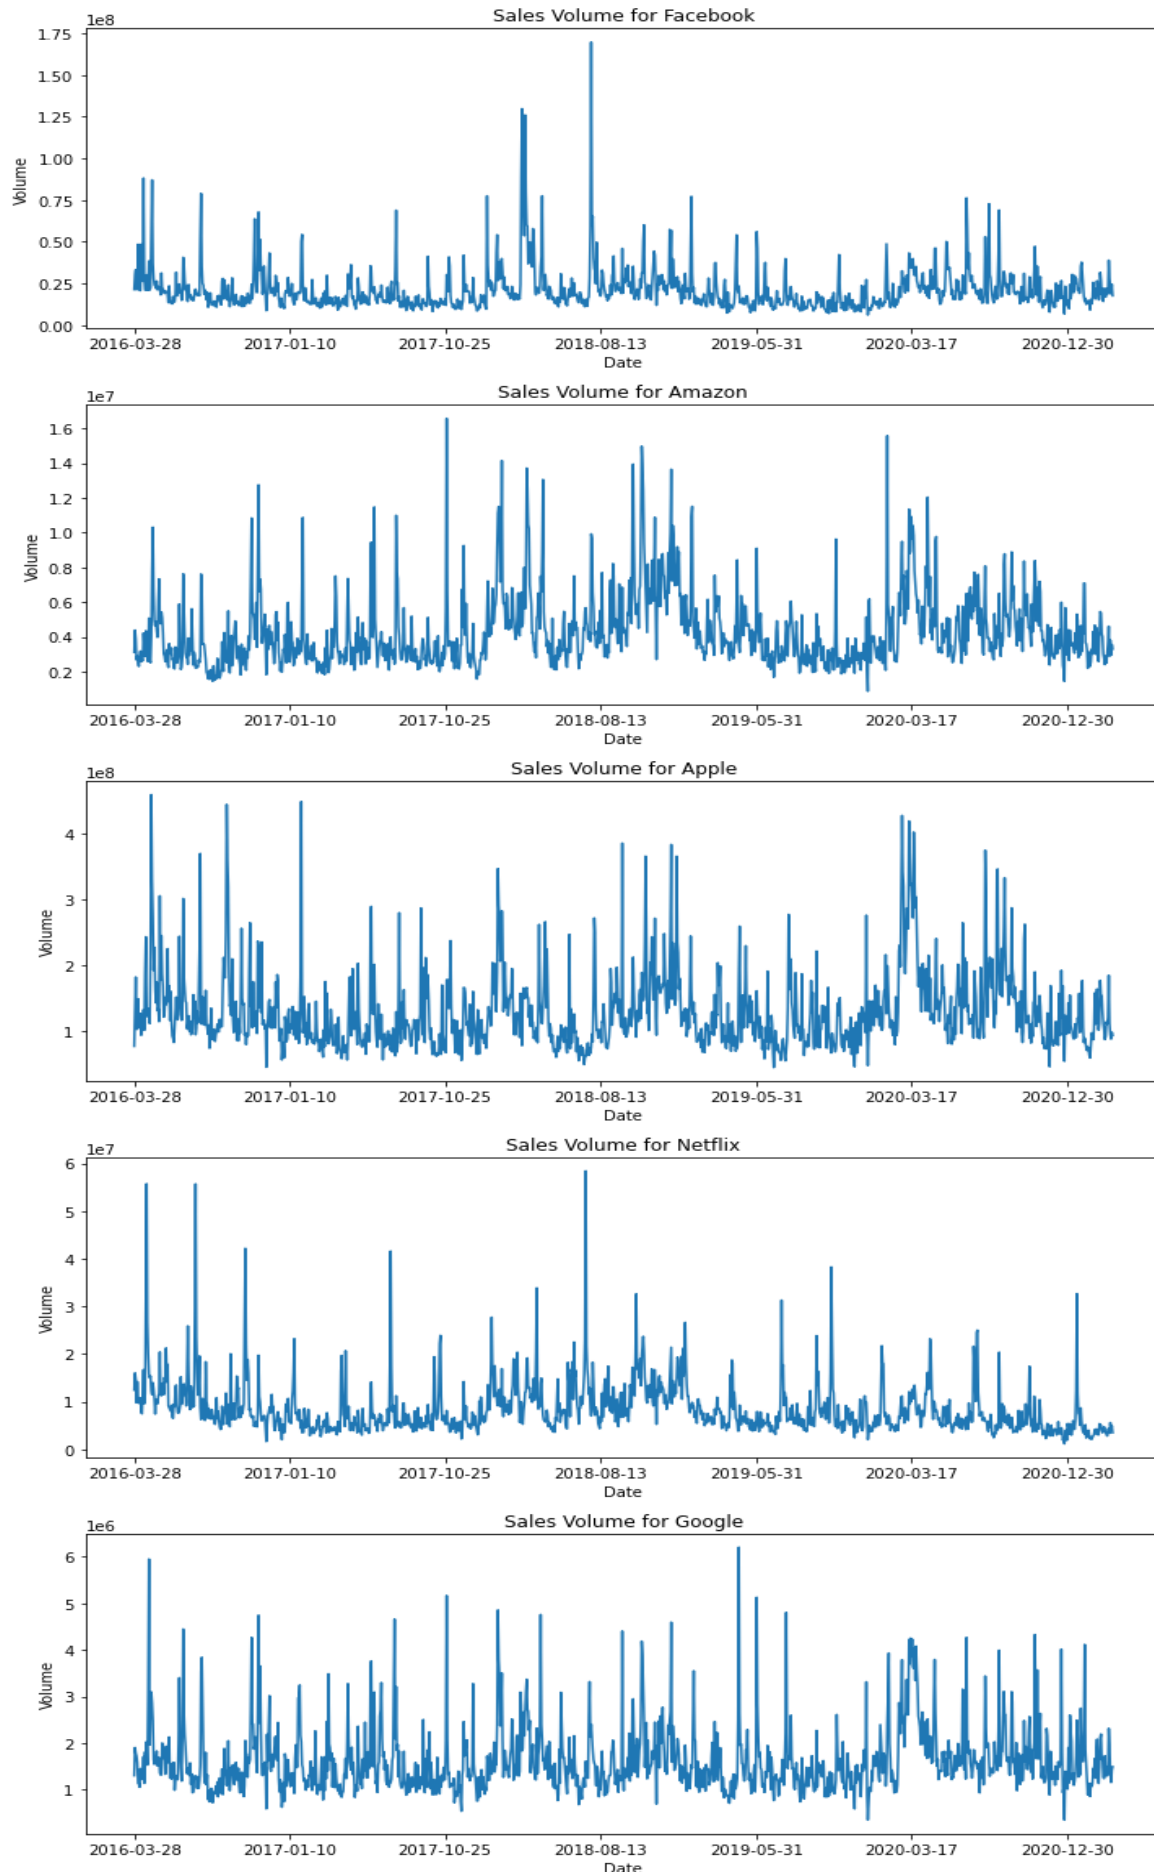 Sales Volume for Facebook
1e8
1.75
1.50
1.25
1.00
0.75
0.50
0.25
0.00
Volume
2016-03-28 2017-01-10 2017-10-25 2018-08-13 2019-05-31 2020-03-17 2020-12-30
Date
Sales Volume for Amazon
1e7
1.6
1.4
1.2
1.0
0.8
0.6
0.4
0.2
Volume
2016-03-28 2017-01-10 2017-10-25 2018-08-13 2019-05-31 2020-03-17 2020-12-30
Date
Sales Volume for Apple
1e8
4
3
2
1
Volume
2016-03-28 2017-01-10 2017-10-25 2018-08-13 2019-05-31 2020-03-17 2020-12-30
Date
Sales Volume for Netflix
1e7
6
5
4
3
2
1
0
Volume
2016-03-28 2017-01-10 2017-10-25 2018-08-13 2019-05-31 2020-03-17 2020-12-30
Date
Sales Volume for Google
1e6
6
5
4
3
2
1
Volume
2016-03-28 2017-01-10 2017-10-25 2018-08-13 2019-05-31 2020-03-17 2020-12-30
Date